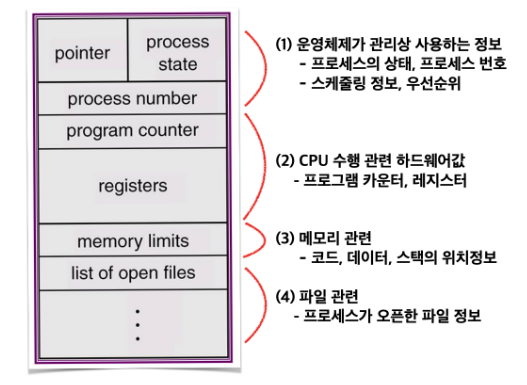 pointer
process
state
process number
program counter
registers
memory limits
list of open files
(1) 운영체제가 관리상 사용하는 정보
- 프로세스의 상태, 프로세스 번호
- 스케줄링 정보, 우선순위
(2) CPU 수행 관련 하드웨어값
- 프로그램 카운터, 레지스터
(3) 메모리 관련
- 코드, 데이터, 스택의 위치정보
(4) 파일 관련
- 프로세스가 오픈한 파일 정보